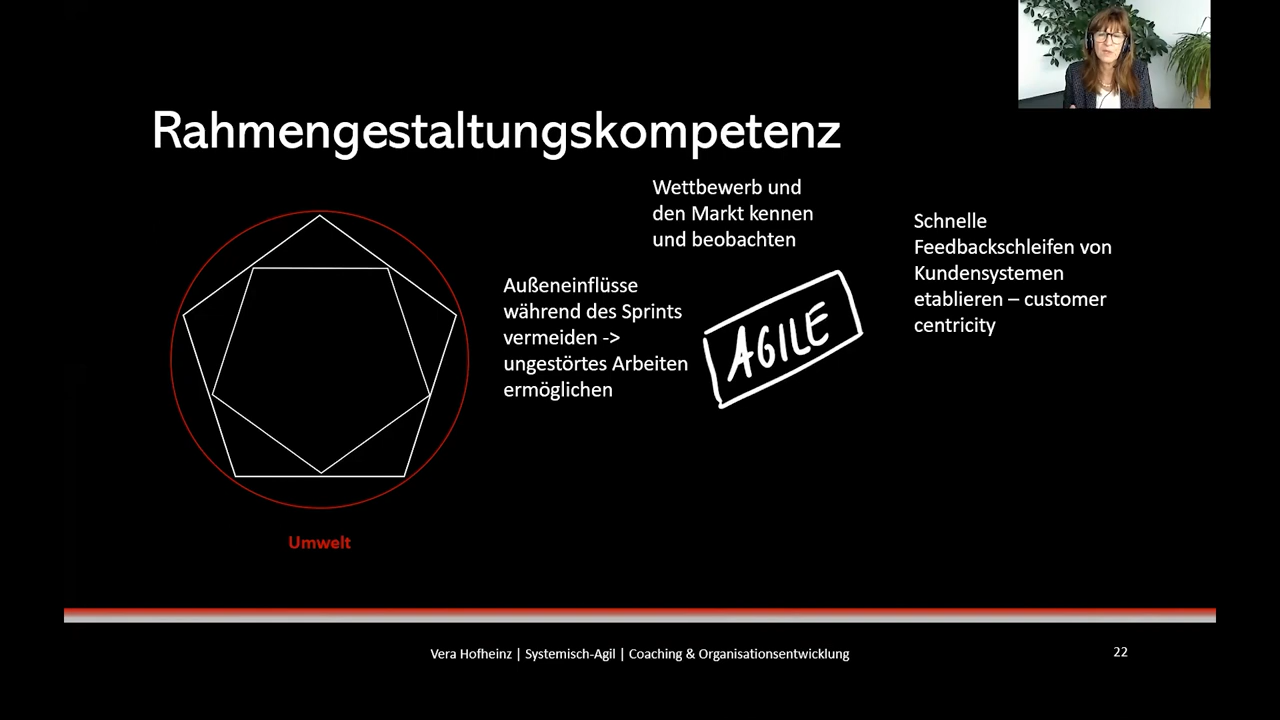 Rahmengestaltungskompetenz
Wettbewerb und
den Markt kennen
und beobachten
Schnelle
Feedbackschleifen von
Kundensystemen
etablieren – customer
centricity
Außeneinflüsse
während des Sprints
vermeiden ->
ungestörtes Arbeiten
ermöglichen
AGILE
Umwelt
Vera Hofheinz | Systemisch-Agil | Coaching & Organisationsentwicklung
22